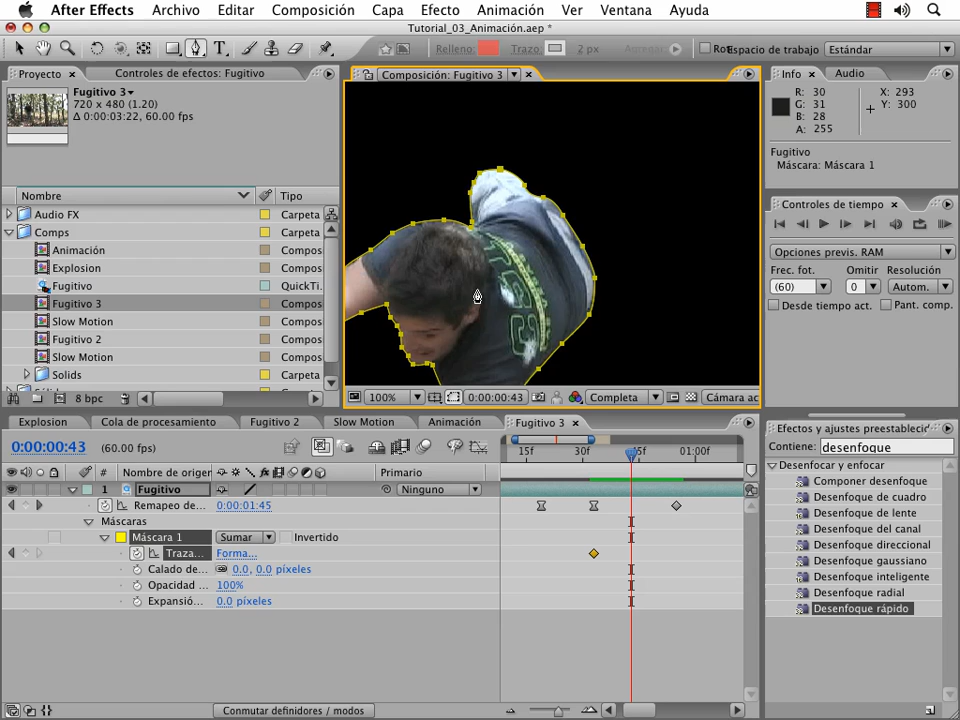 After Effects Archivo Editar Composición Capa Efecto Animación Ver Ventana Ayuda
Tutorial_03_Animación.aep *
Relleno: Trazo: 2 px Agregar: Rot Espacio de trabajo Estándar
Proyecto × Controles de efectos: Fugitivo
Fugitivo 3
720 x 480 (1.20)
Δ 0:00:03:22, 60.00 fps
Nombre Tipo
Audio FX Carpeta
Comps Carpeta
Animación Compos
Explosion Compos
Fugitivo QuickTi.
Fugitivo 3 Compos
Slow Motion Compos
Fugitivo 2 Compos
Slow Motion Compos
Solids Carpeta
8 bpc
Composición: Fugitivo 3 ×
100% 0:00:00:43 Completa Cámara ac
Info × Audio
R: 30 X: 293
G: 31 Y: 300
B: 28
A: 255
Fugitivo
Máscara: Máscara 1
Controles de tiempo ×
Opciones previs. RAM
Frec. fot. Omitir Resolución
(60) 0 Autom.
Desde tiempo act. Pant. comp.
Explosion Cola de procesamiento Fugitivo 2 Slow Motion Animación Fugitivo 3 ×
0:00:00:43 (60.00 fps)
15f 30f 45f 01:00f
# Nombre de origen Primario
1 Fugitivo Ninguno
Remapeo de... 0:00:01:45
Máscaras
Máscara 1 Sumar Invertido
Traza... Forma...
Calado de... 0.0, 0.0 píxeles
Opacidad ... 100%
Expansió... 0.0 píxeles
Conmutar definidores / modos
Efectos y ajustes preestableci
Contiene: desenfoque
Desenfocar y enfocar
Componer desenfoque
Desenfoque de cuadro
Desenfoque de lente
Desenfoque del canal
Desenfoque direccional
Desenfoque gaussiano
Desenfoque inteligente
Desenfoque radial
Desenfoque rápido